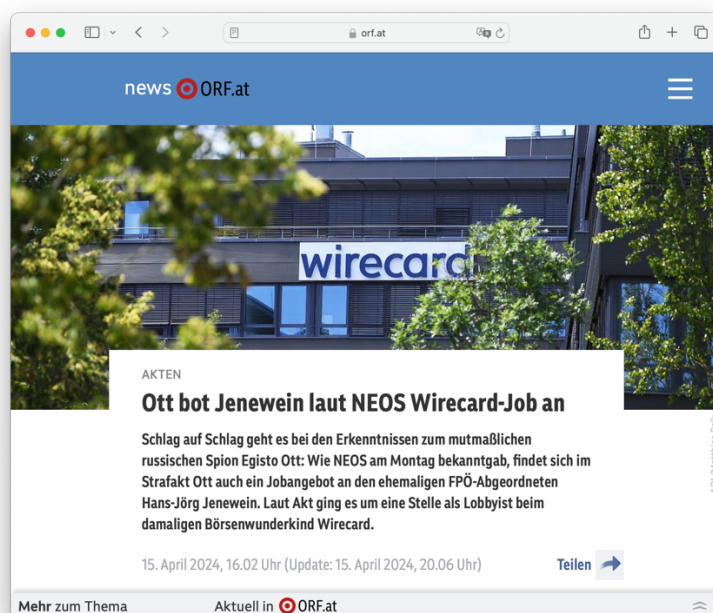 orf.at
news ORF.at
wirecard
AKTEN
Ott bot Jenewein laut NEOS Wirecard-Job an
Schlag auf Schlag geht es bei den Erkenntnissen zum mutmaßlichen
russischen Spion Egisto Ott: Wie NEOS am Montag bekanntgab, findet sich im
Strafakt Ott auch ein Jobangebot an den ehemaligen FPÖ-Abgeordneten
Hans-Jörg Jenewein. Laut Akt ging es um eine Stelle als Lobbyist beim
damaligen Börsenwunderkind Wirecard.
15. April 2024, 16.02 Uhr (Update: 15. April 2024, 20.06 Uhr)
Teilen
Mehr zum Thema
Aktuell in ORF.at